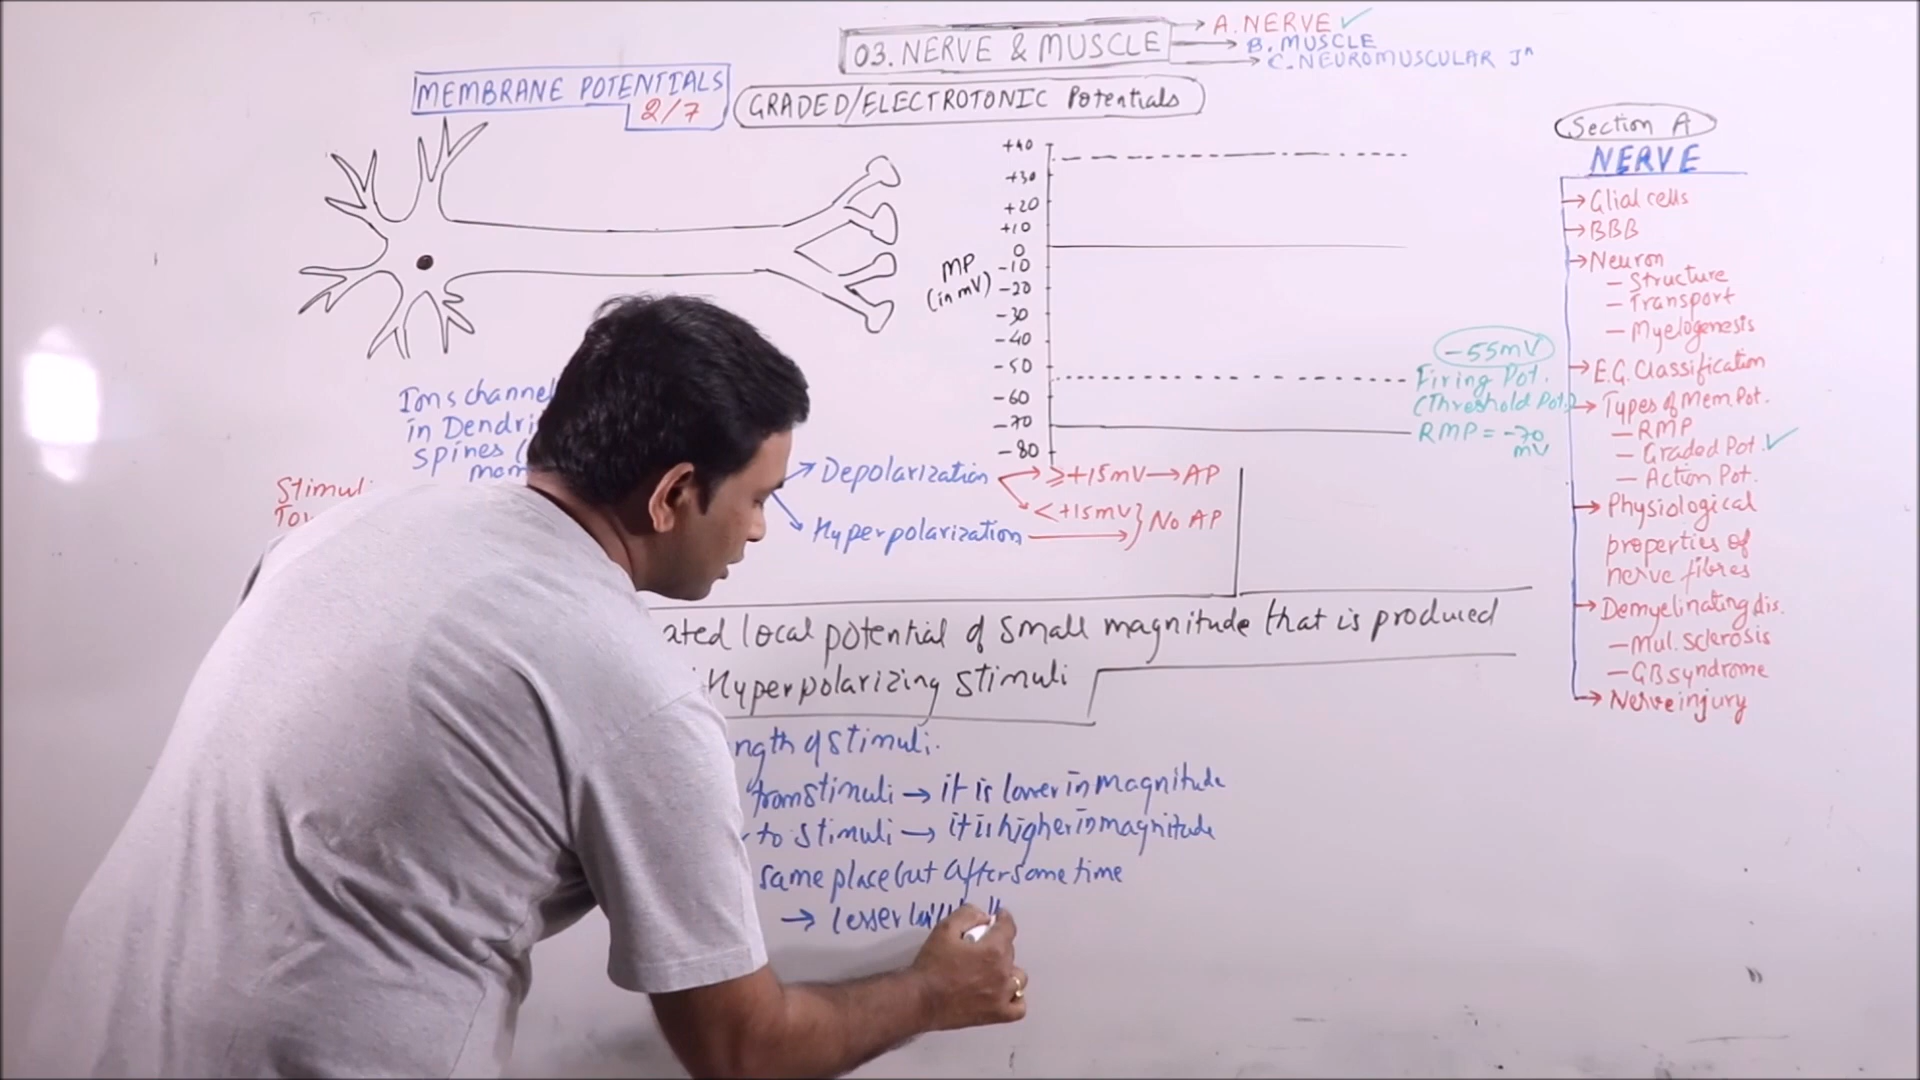 03. NERVE & MUSCLE
A. NERVE ✓
B. MUSCLE
C. NEUROMUSCULAR Jⁿ
MEMBRANE POTENTIALS
2/7
GRADED/ELECTROTONIC Potentials
+40
+30
+20
+10
0
-10
-20
-30
-40
-50
-60
-70
-80
MP
(in mV)
-55mV
Firing Pot.
(Threshold Pot.)
RMP = -70
mV
Ions channel
in Dendri
spines (
mem
Stimul
Depolarization
≥+15mV → AP
<+15mV } No AP
Hyperpolarization
ated local potential of small magnitude that is produced
Hyperpolarizing stimuli
ngth of stimuli.
from stimuli → it is lower in magnitude
to stimuli → it is higher in magnitude
same place but after some time
→ lesser
Section A
NERVE
→ Glial cells
→ BBB
→ Neuron
- Structure
- Transport
- Myelogenesis
→ E.G. Classification
→ Types of Mem Pot.
- RMP
- Graded Pot. ✓
- Action Pot.
→ Physiological
properties of
nerve fibres
→ Demyelinating dis.
- Mul. sclerosis
- GB syndrome
→ Nerve injury